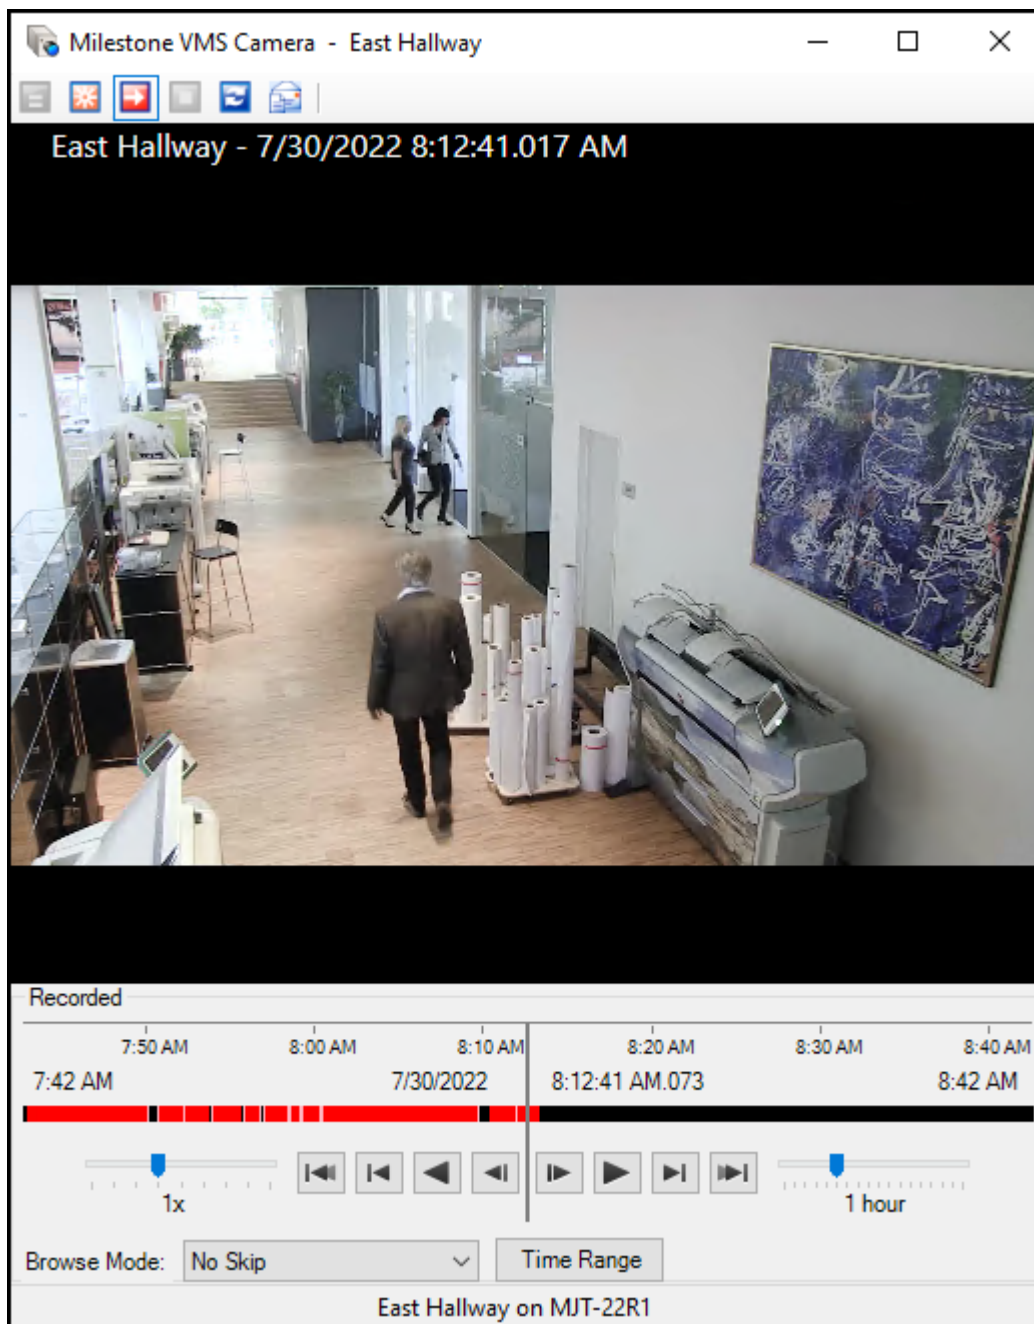 Milestone VMS Camera - East Hallway
East Hallway - 7/30/2022 8:12:41.017 AM
Recorded
7:50 AM 8:00 AM 8:10 AM 8:20 AM 8:30 AM 8:40 AM
7:42 AM 7/30/2022 8:12:41 AM.073 8:42 AM
1x 1 hour
Browse Mode: No Skip Time Range
East Hallway on MJT-22R1